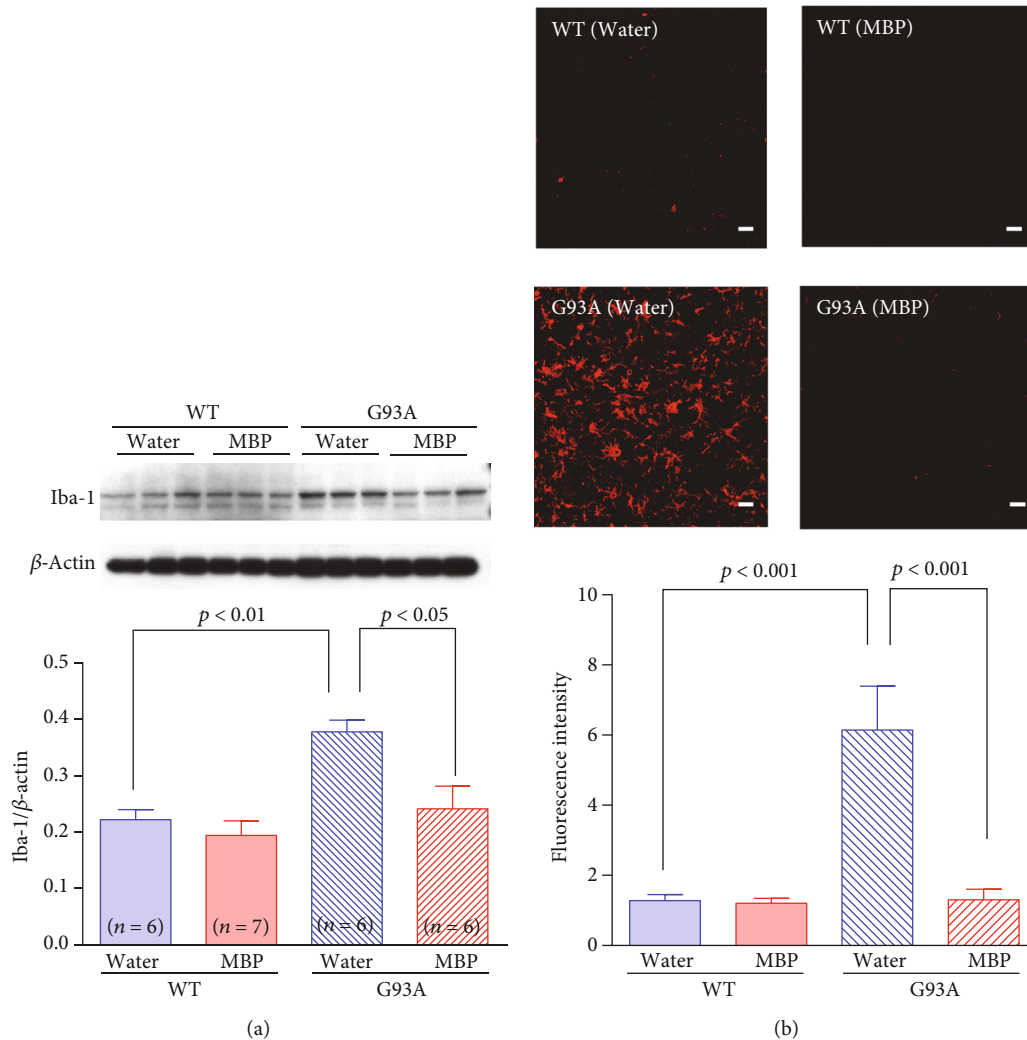 WT
G93A
Water
MBP
Water
MBP
Iba-1
β-Actin
p < 0.01
p < 0.05
0.5
0.4
0.3
0.2
0.1
0.0
Iba-1/β-actin
(n = 6)
(n = 7)
(n = 6)
(n = 6)
Water
MBP
Water
MBP
WT
G93A
(a)
WT (Water)
WT (MBP)
G93A (Water)
G93A (MBP)
p < 0.001
p < 0.001
10
8
6
4
2
0
Fluorescence intensity
Water
MBP
Water
MBP
WT
G93A
(b)